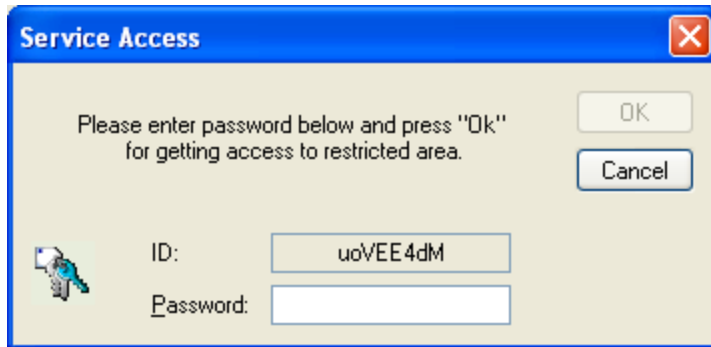 Service Access
Please enter password below and press "Ok"
for getting access to restricted area.
OK
Cancel
ID: uoVEE4dM
Password: